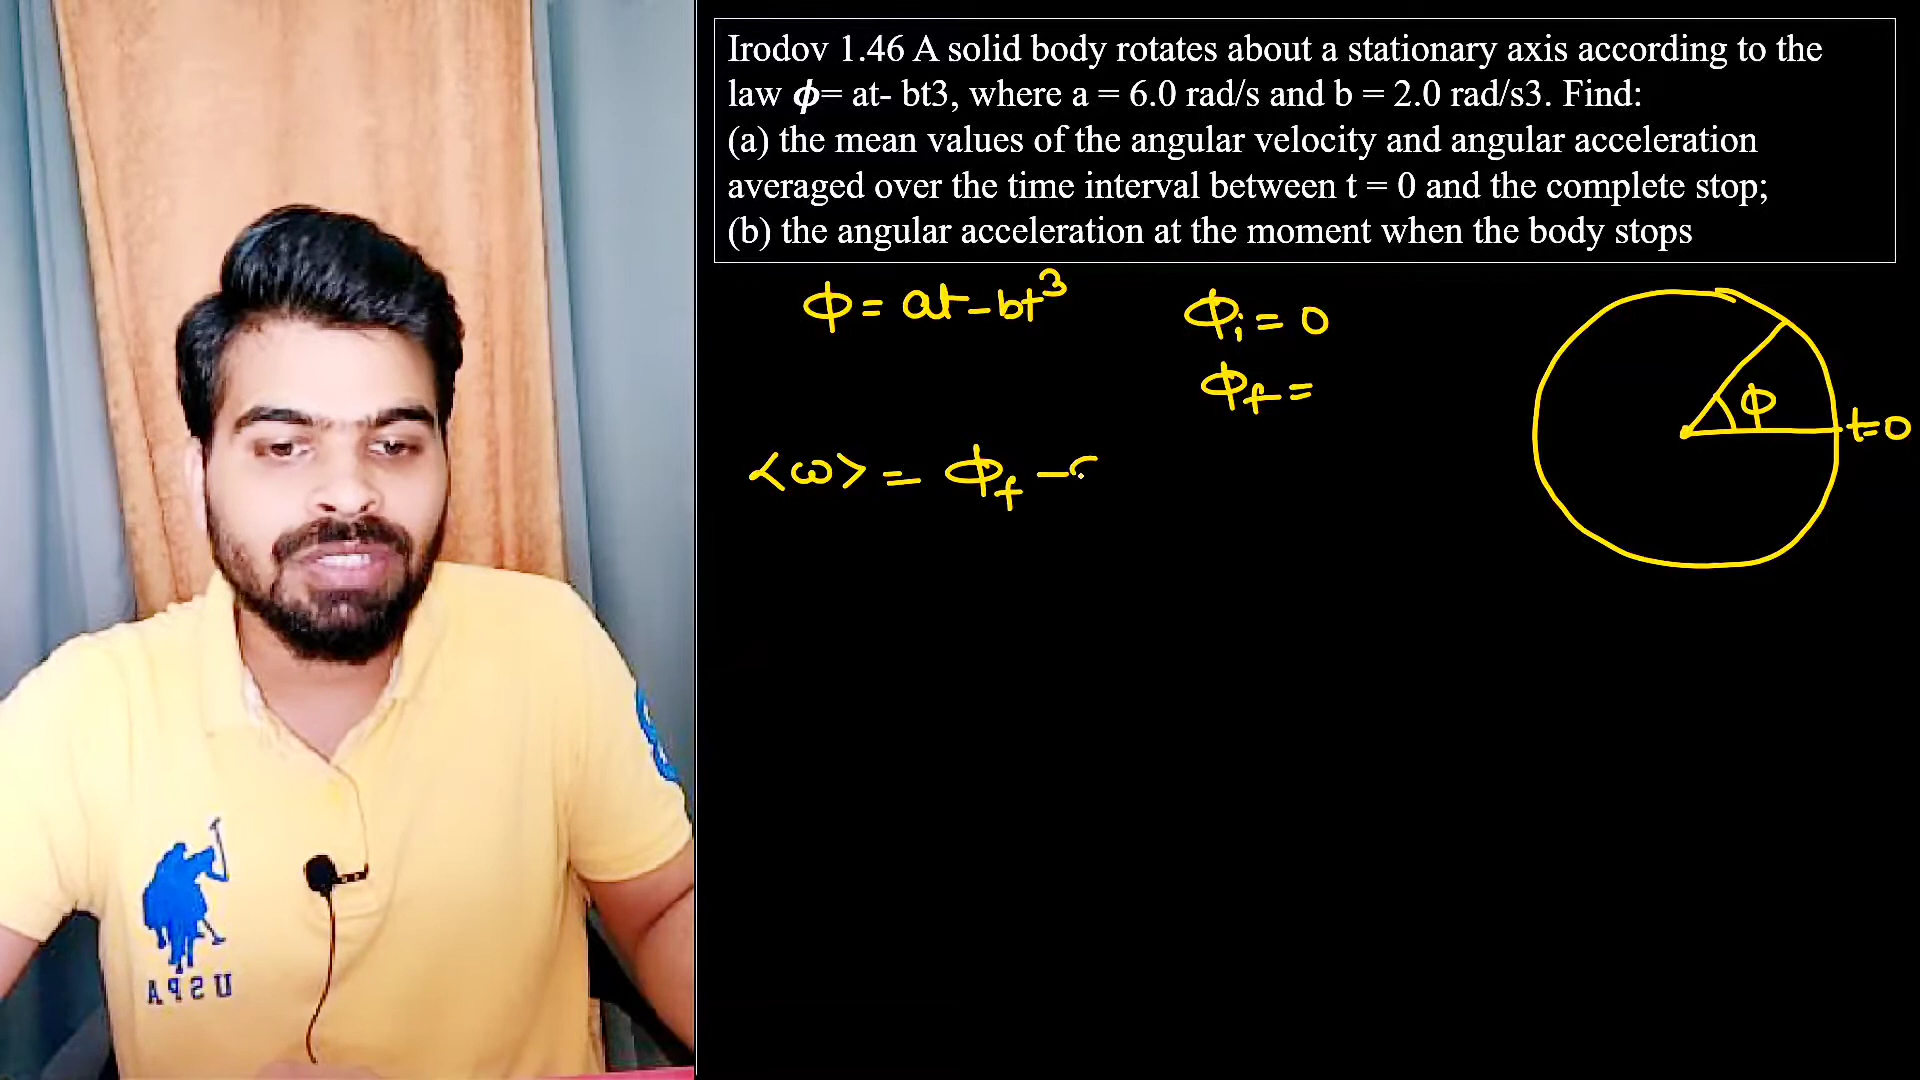 Irodov 1.46 A solid body rotates about a stationary axis according to the
law ϕ= at- bt3, where a = 6.0 rad/s and b = 2.0 rad/s3. Find:
(a) the mean values of the angular velocity and angular acceleration
averaged over the time interval between t = 0 and the complete stop;
(b) the angular acceleration at the moment when the body stops
ϕ = at - bt³
ϕi = 0
ϕf =
ϕ
t=0
<ω> = ϕf -
USPA